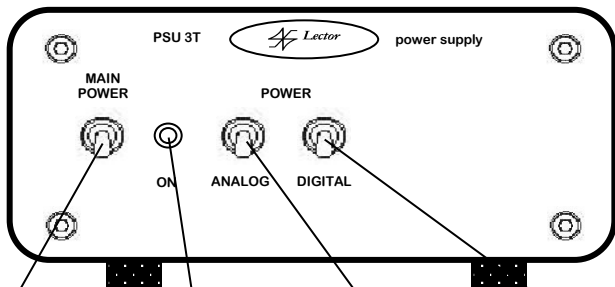 PSU 3T Lector power supply
MAIN
POWER
POWER
ON ANALOG DIGITAL